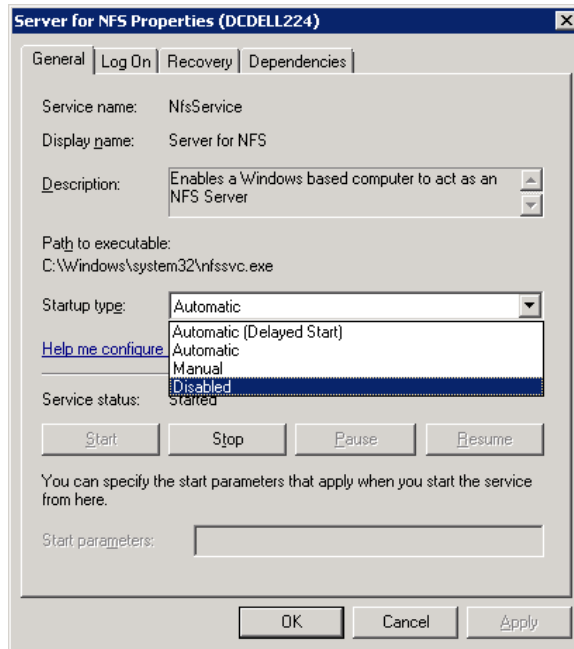 Server for NFS Properties (DCDELL224)
General Log On Recovery Dependencies
Service name: NfsService
Display name: Server for NFS
Description: Enables a Windows based computer to act as an
NFS Server
Path to executable:
C:\Windows\system32\nfssvc.exe
Startup type: Automatic
Automatic (Delayed Start)
Help me configure Automatic
Manual
Disabled
Service status: Started
Start Stop Pause Resume
You can specify the start parameters that apply when you start the service
from here.
Start parameters:
OK Cancel Apply